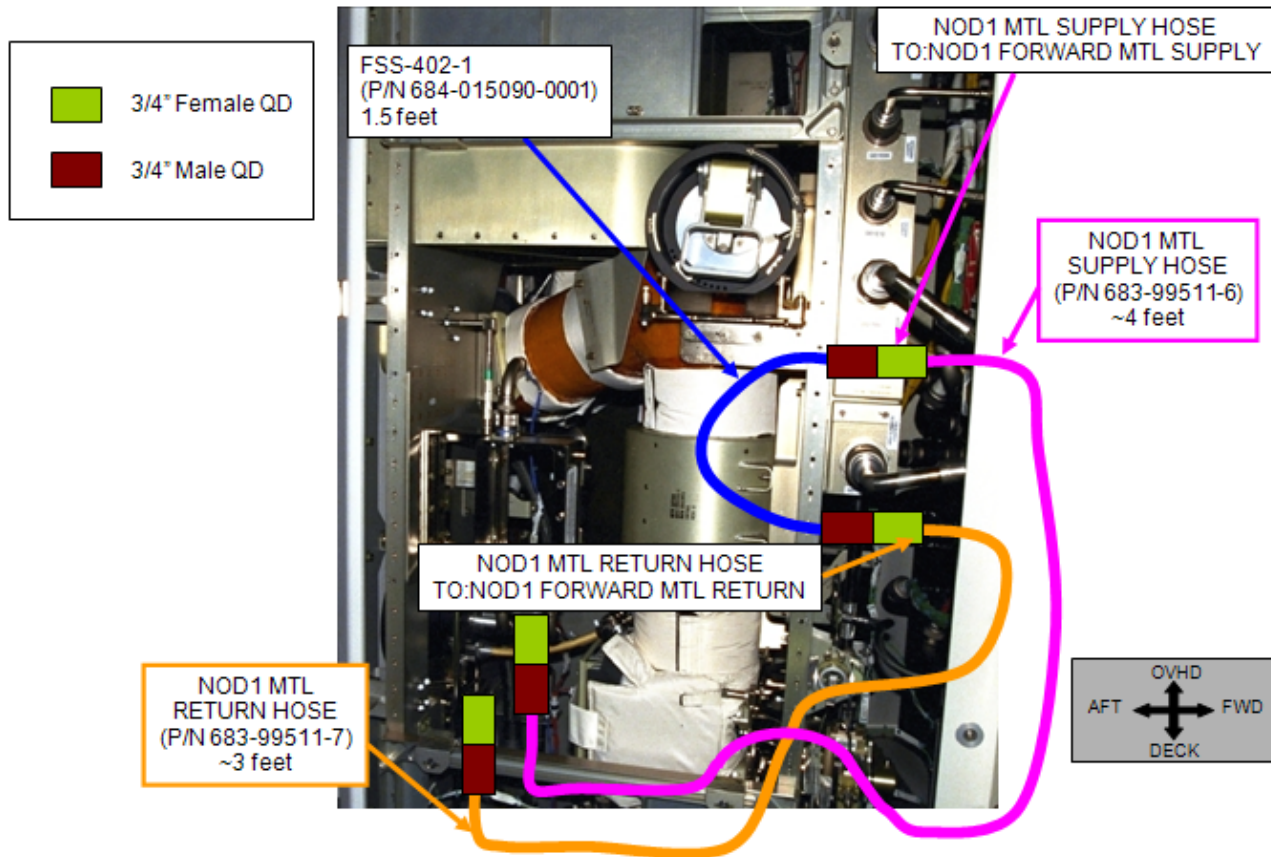 3/4” Female QD
3/4” Male QD
FSS-402-1
(P/N 684-015090-0001)
1.5 feet
NOD1 MTL SUPPLY HOSE
TO:NOD1 FORWARD MTL SUPPLY
NOD1 MTL
SUPPLY HOSE
(P/N 683-99511-6)
~4 feet
NOD1 MTL RETURN HOSE
TO:NOD1 FORWARD MTL RETURN
NOD1 MTL
RETURN HOSE
(P/N 683-99511-7)
~3 feet
OVHD
AFT FWD
DECK